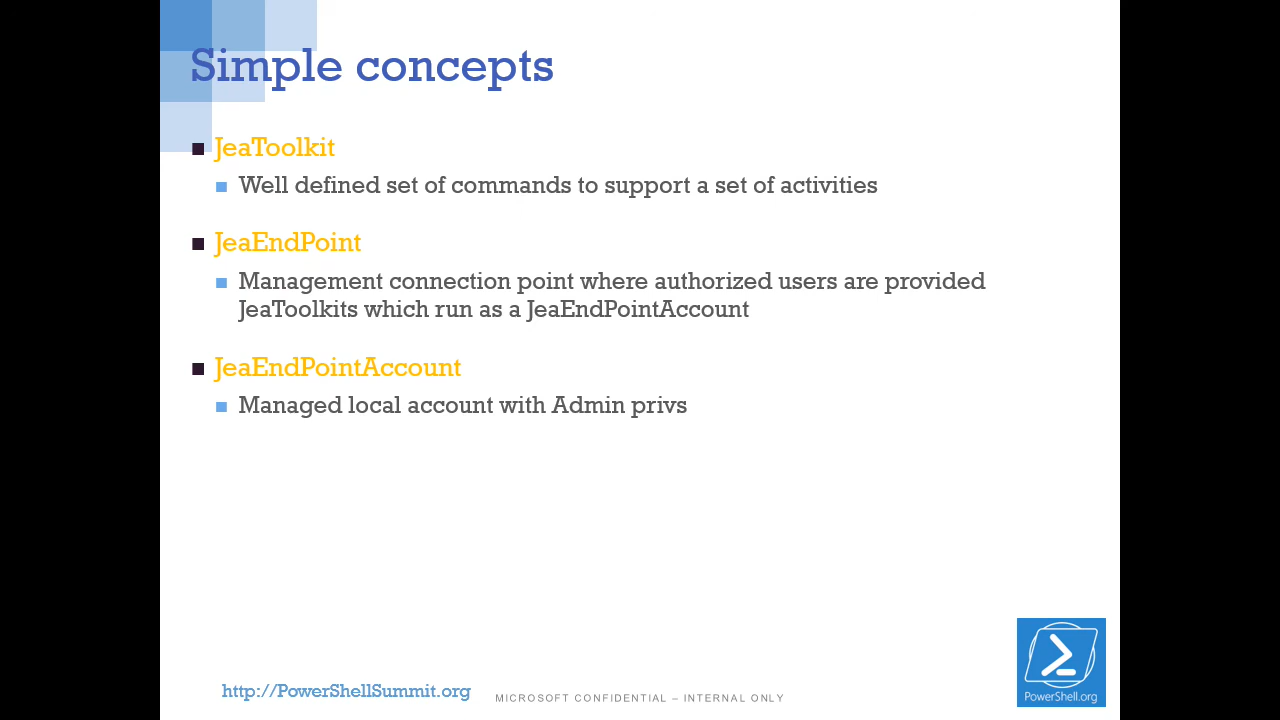 Simple concepts
JeaToolkit
Well defined set of commands to support a set of activities
JeaEndPoint
Management connection point where authorized users are provided
JeaToolkits which run as a JeaEndPointAccount
JeaEndPointAccount
Managed local account with Admin privs
http://PowerShellSummit.org
MICROSOFT CONFIDENTIAL – INTERNAL ONLY
PowerShell.org